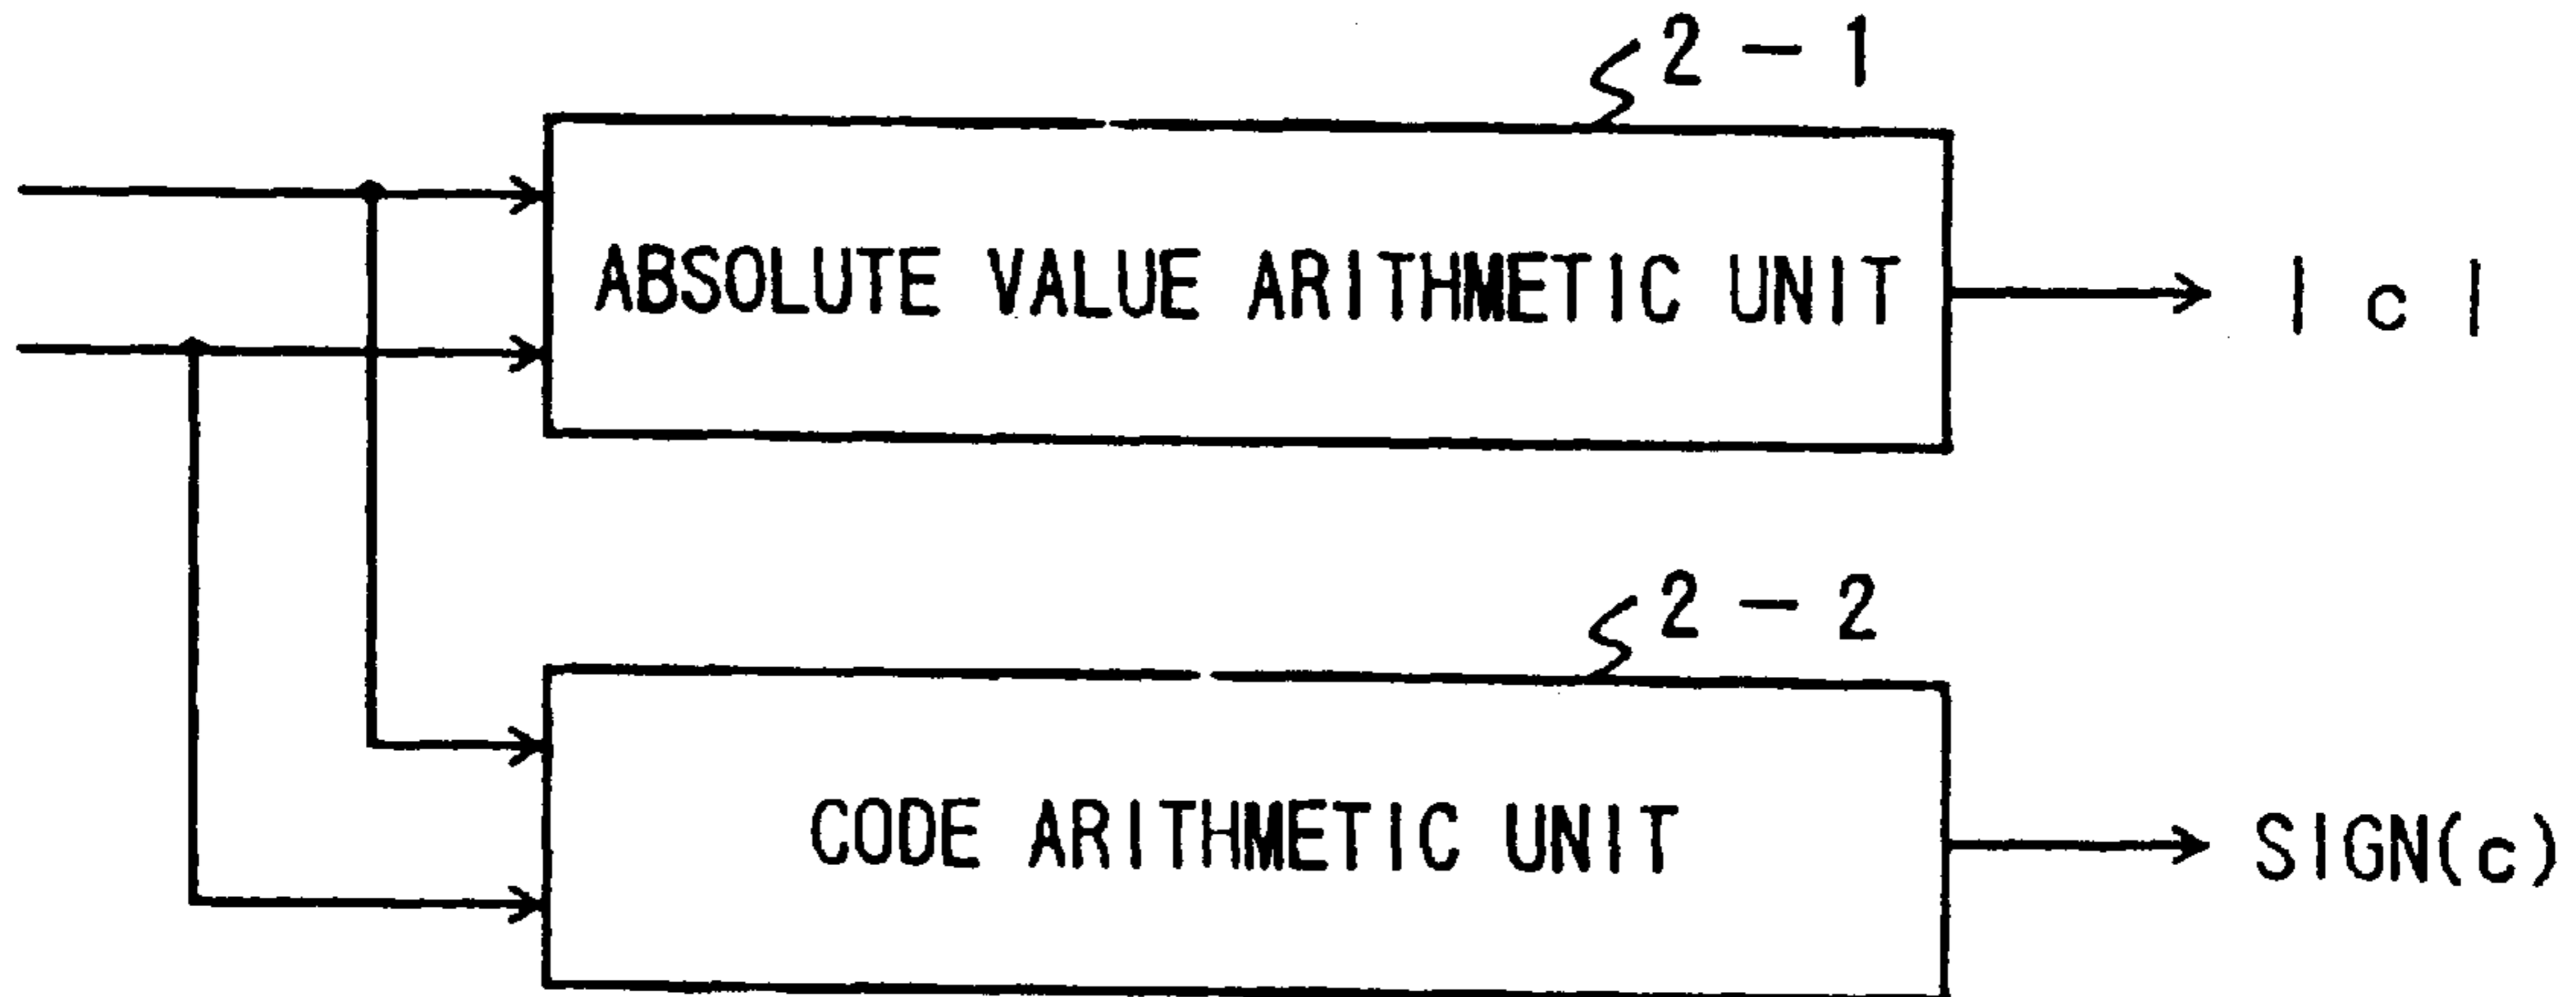 2-1
ABSOLUTE VALUE ARITHMETIC UNIT
|c|
2-2
CODE ARITHMETIC UNIT
SIGN(c)